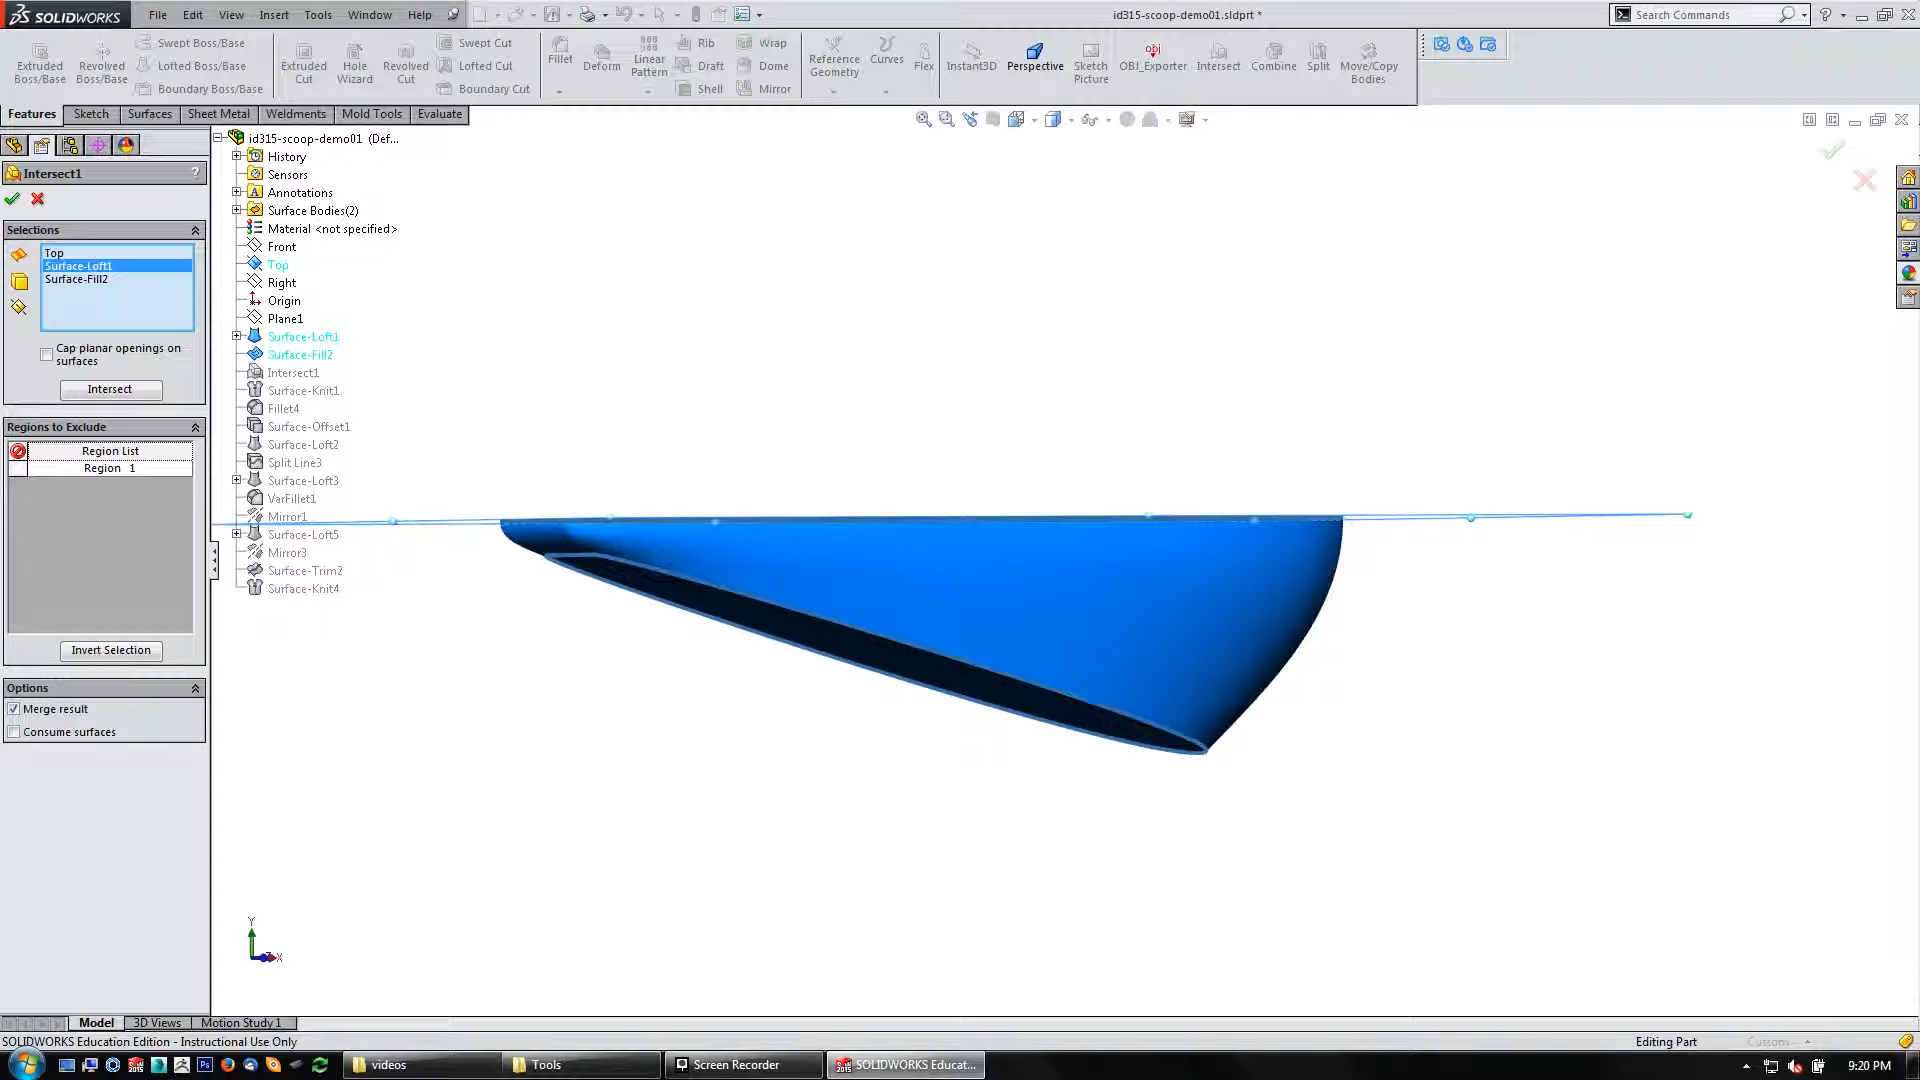 SOLIDWORKS File Edit View Insert Tools Window Help id315-scoop-demo01.sldprt * Search Commands
Extruded Boss/Base
Revolved Boss/Base
Swept Boss/Base
Lofted Boss/Base
Boundary Boss/Base
Extruded Cut
Hole Wizard
Revolved Cut
Swept Cut
Lofted Cut
Boundary Cut
Fillet
Deform
Linear Pattern
Rib
Draft
Shell
Wrap
Dome
Mirror
Reference Geometry
Curves
Flex
Instant3D
Perspective
Sketch Picture
obj
OBJ_Exporter
Intersect
Combine
Split
Move/Copy Bodies
Features Sketch Surfaces Sheet Metal Weldments Mold Tools Evaluate
Intersect1 ?
Selections
Top
Surface-Loft1
Surface-Fill2
Cap planar openings on
surfaces
Intersect
Regions to Exclude
Region List
Region 1
Invert Selection
Options
Merge result
Consume surfaces
id315-scoop-demo01 (Def...
History
Sensors
Annotations
Surface Bodies(2)
Material <not specified>
Front
Top
Right
Origin
Plane1
Surface-Loft1
Surface-Fill2
Intersect1
Surface-Knit1
Fillet4
Surface-Offset1
Surface-Loft2
Split Line3
Surface-Loft3
VarFillet1
Mirror1
Surface-Loft5
Mirror3
Surface-Trim2
Surface-Knit4
Y
X
Model 3D Views Motion Study 1
SOLIDWORKS Education Edition - Instructional Use Only Editing Part Custom
videos Tools Screen Recorder SOLIDWORKS Educat... 9:20 PM